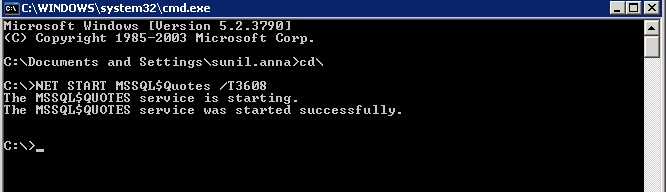 C:\WINDOWS\system32\cmd.exe
Microsoft Windows [Version 5.2.3790]
(C) Copyright 1985-2003 Microsoft Corp.
C:\Documents and Settings\sunil.anna>cd\
C:\>NET START MSSQL$Quotes /T3608
The MSSQL$QUOTES service is starting.
The MSSQL$QUOTES service was started successfully.
C:\>_